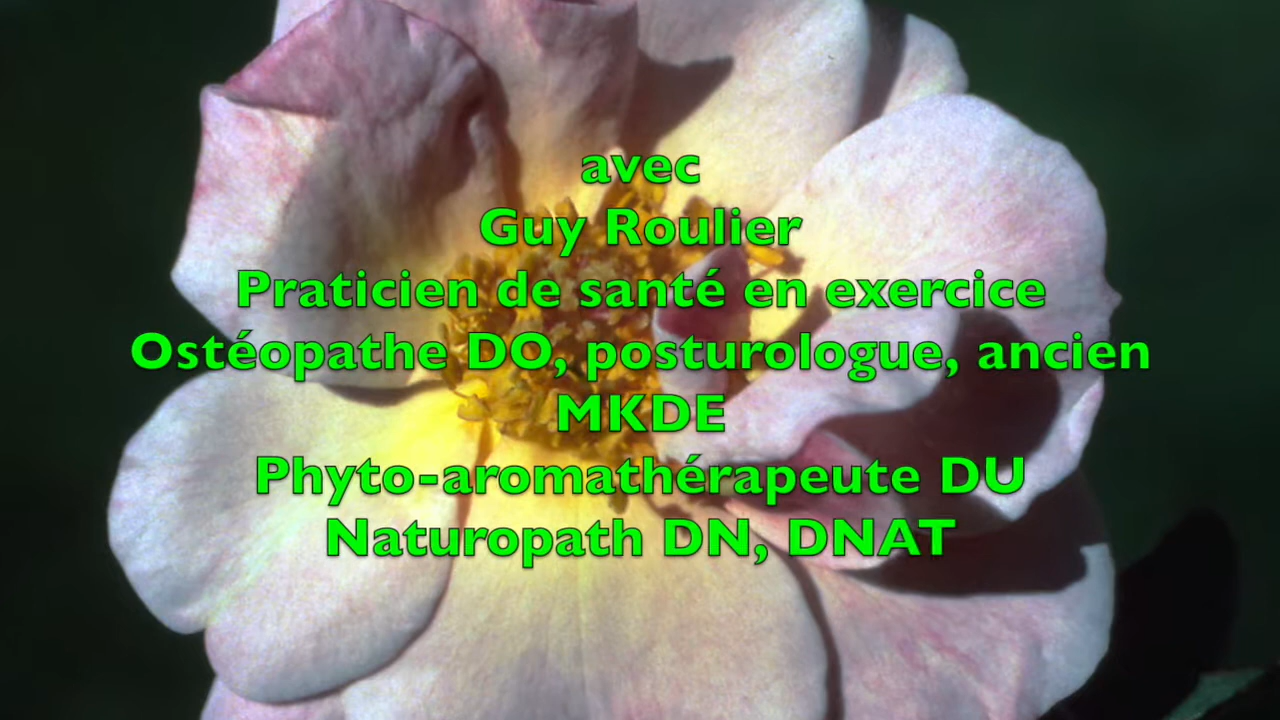 avec
Guy Roulier
Praticien de santé en exercice
Ostéopathe DO, posturologue, ancien
MKDE
Phyto-aromathérapeute DU
Naturopath DN, DNAT